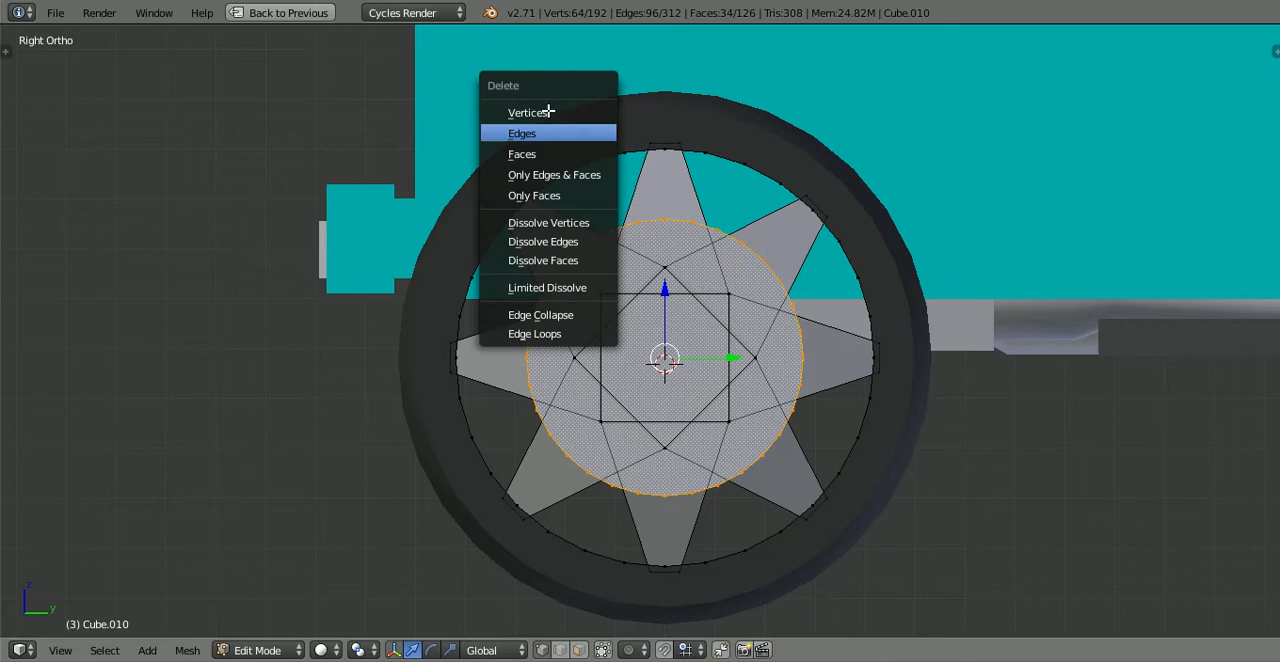 File Render Window Help Back to Previous Cycles Render v2.71 | Verts:64/192 | Edges:96/312 | Faces:34/126 | Tris:308 | Mem:24.82M | Cube.010
Right Ortho
Delete
Vertices
Edges
Faces
Only Edges & Faces
Only Faces
Dissolve Vertices
Dissolve Edges
Dissolve Faces
Limited Dissolve
Edge Collapse
Edge Loops
z
y
(3) Cube.010
View Select Add Mesh Edit Mode Global